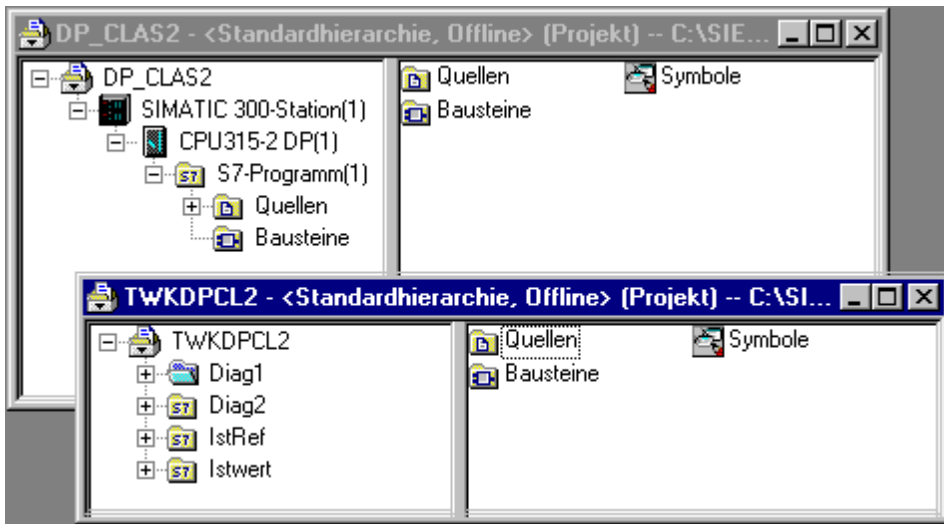 DP_CLAS2 - <Standardhierarchie, Offline> (Projekt) -- C:\SIE...
DP_CLAS2
SIMATIC 300-Station(1)
CPU315-2 DP(1)
S7-Programm(1)
Quellen
Bausteine
Quellen
Symbole
Bausteine
TWKDPCL2 - <Standardhierarchie, Offline> (Projekt) -- C:\SI...
TWKDPCL2
Diag1
Diag2
IstRef
Istwert
Quellen
Symbole
Bausteine